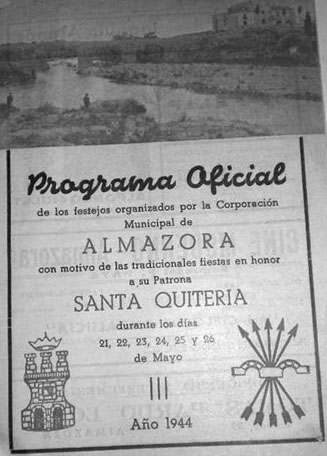 Programa Oficial
de los festejos organizados por la Corporación
Municipal de
ALMAZORA
con motivo de las tradicionales fiestas en honor
a su Patrona
SANTA QUITERIA
durante los días
21, 22, 23, 24, 25 y 26
de Mayo
Año 1944